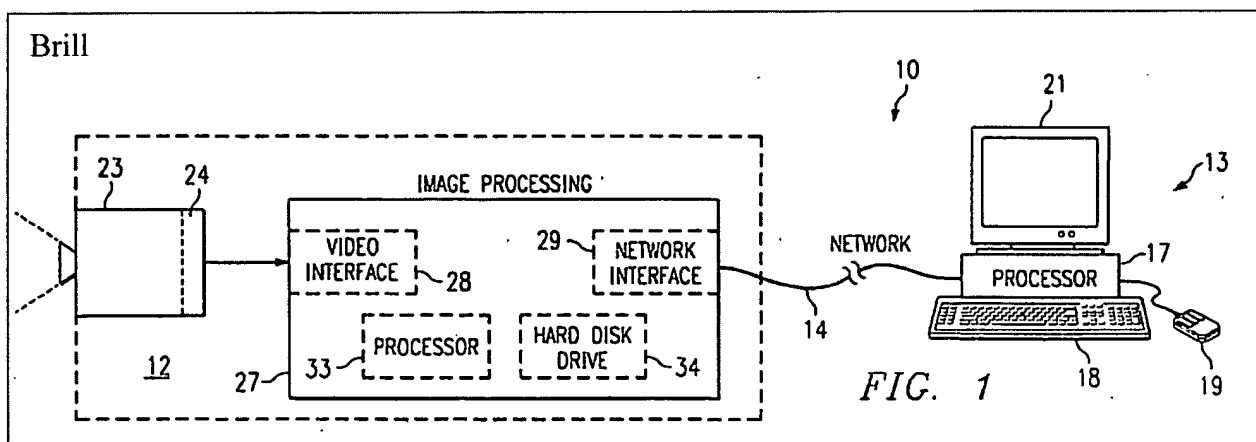 Brill
10
21
13
23
24
IMAGE PROCESSING
VIDEO
INTERFACE
28
29
NETWORK
INTERFACE
NETWORK
14
PROCESSOR
17
12
33
PROCESSOR
HARD DISK
DRIVE
34
27
18
19
FIG. 1